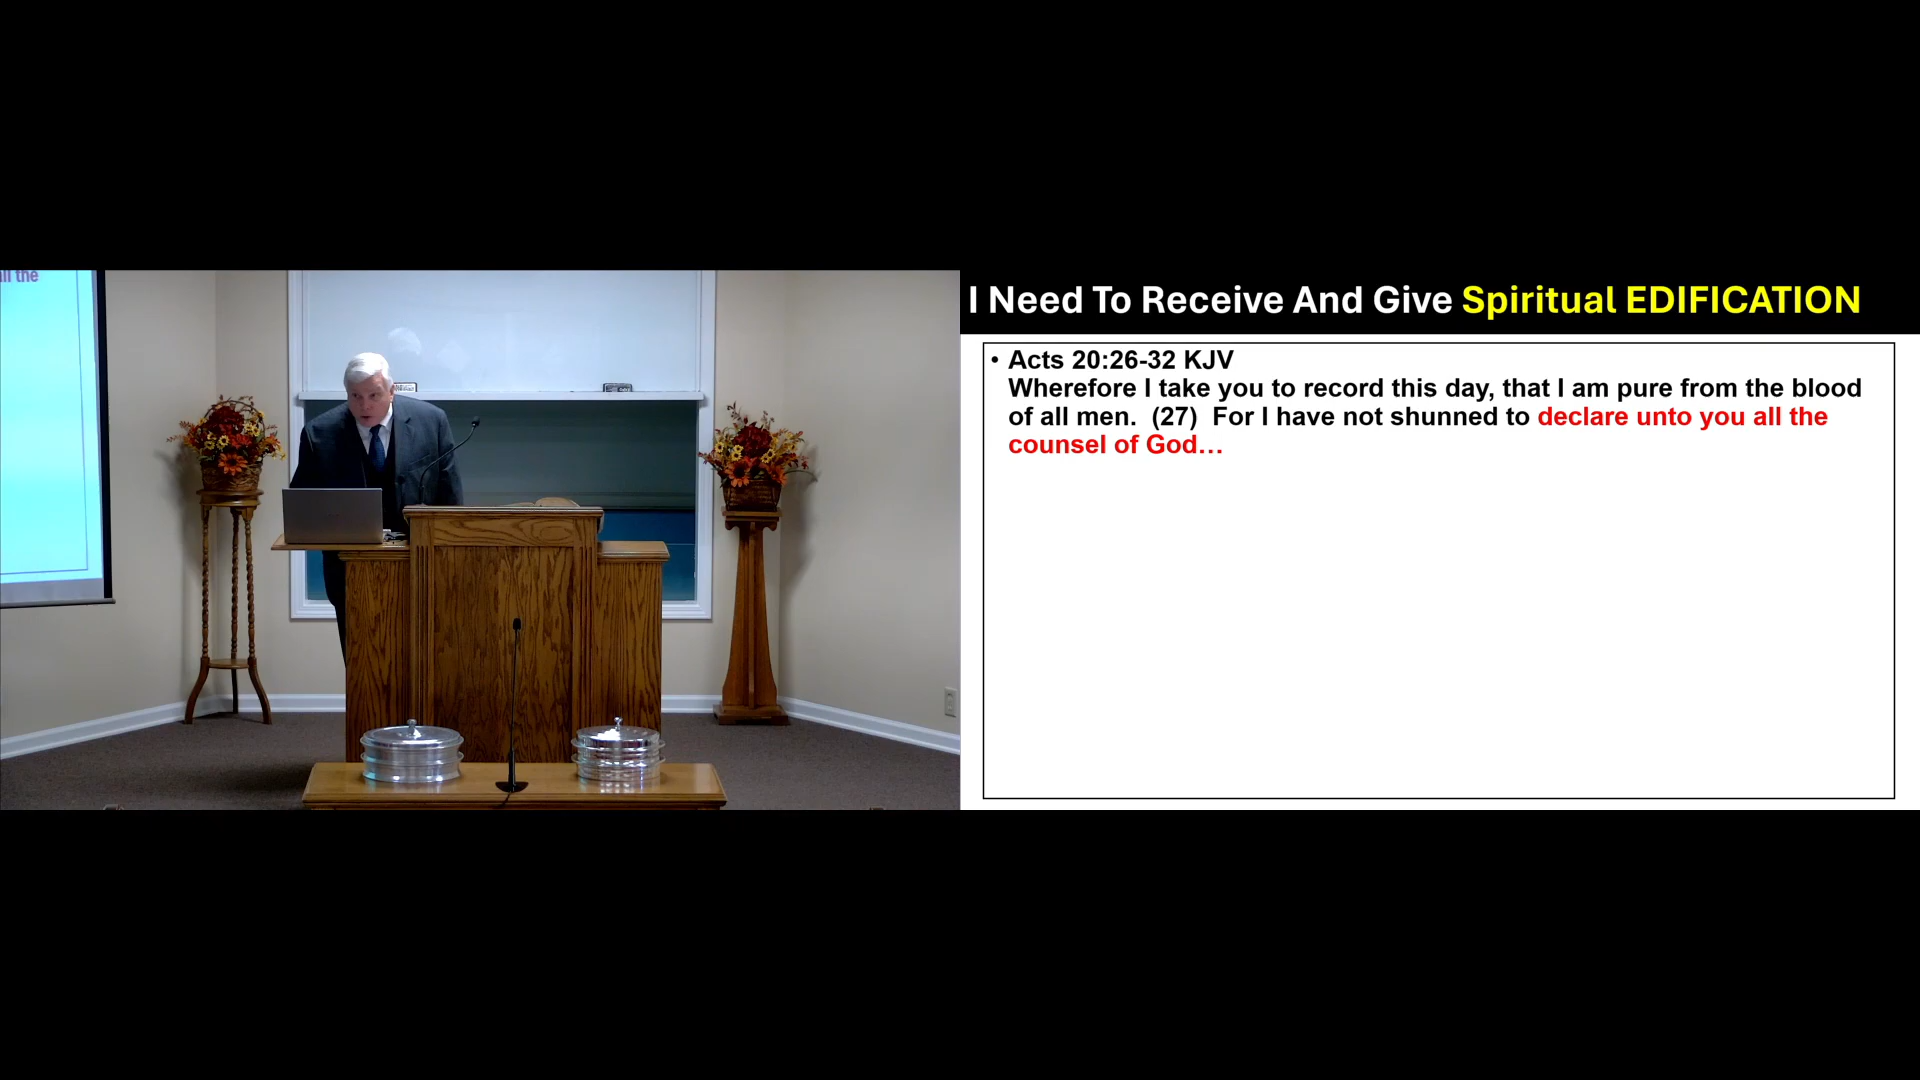 ll the
I Need To Receive And Give Spiritual EDIFICATION
• Acts 20:26-32 KJV
Wherefore I take you to record this day, that I am pure from the blood
of all men.  (27)  For I have not shunned to declare unto you all the
counsel of God…